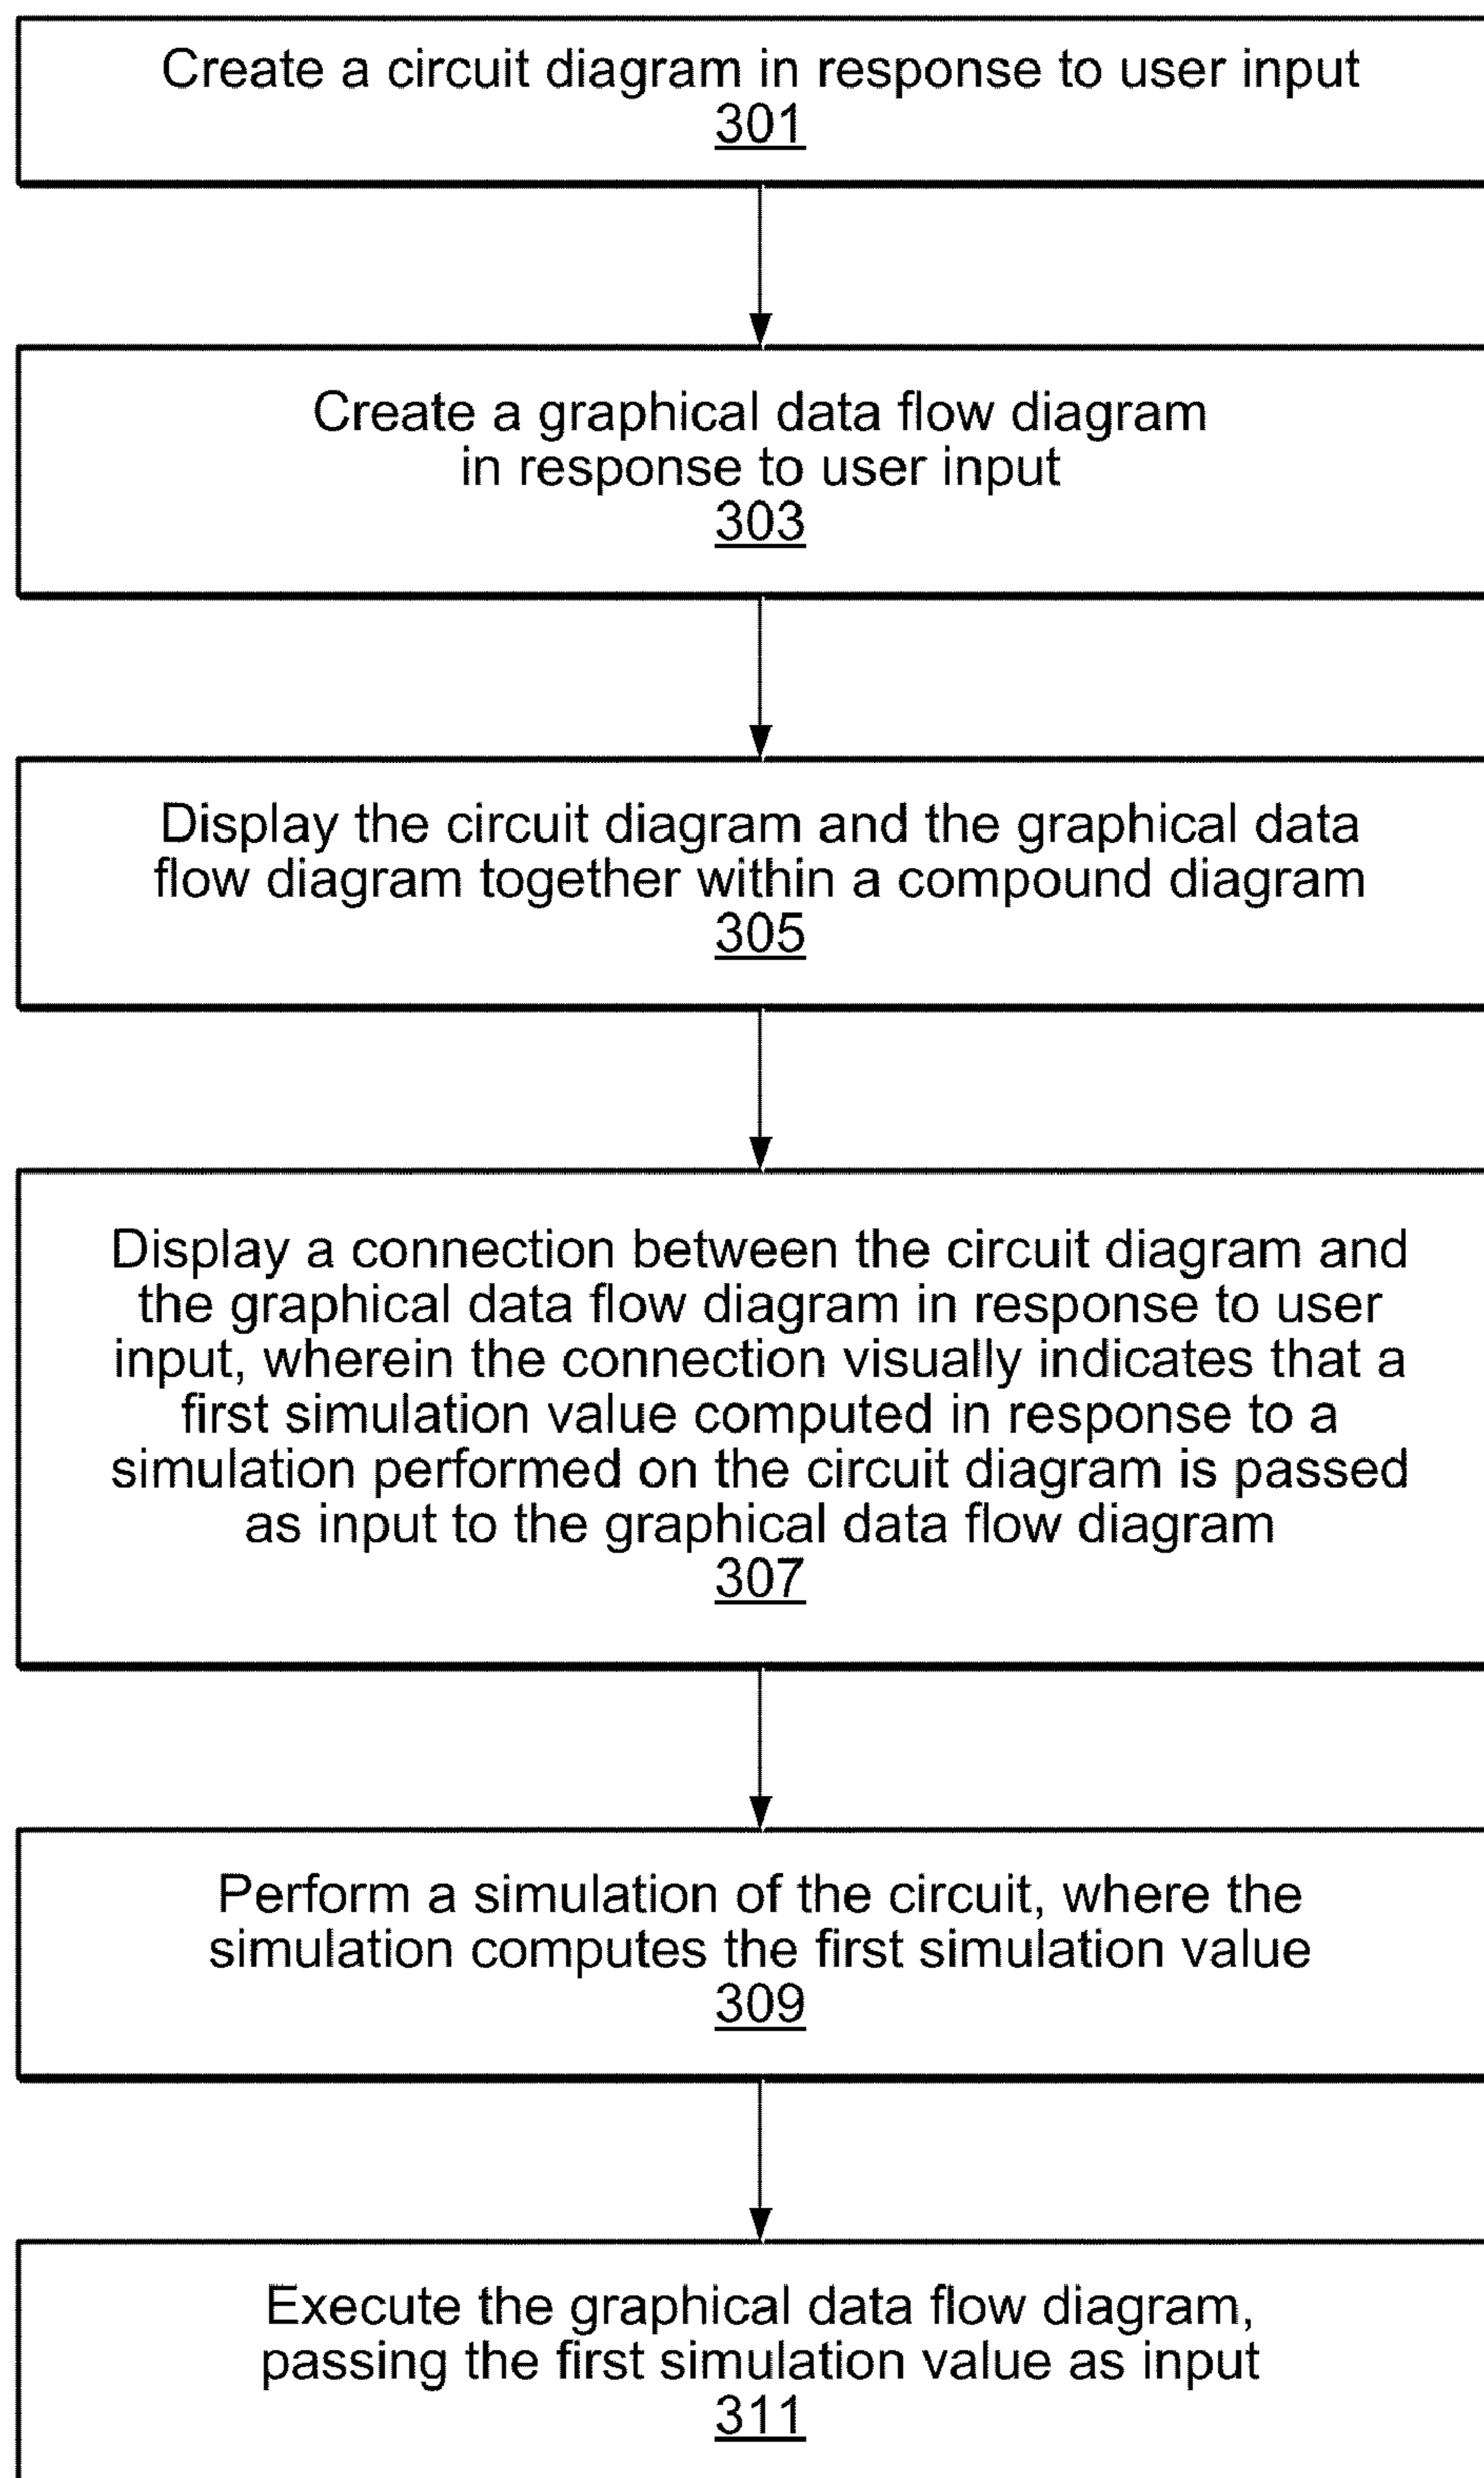 Create a circuit diagram in response to user input
301
Create a graphical data flow diagram
in response to user input
303
Display the circuit diagram and the graphical data
flow diagram together within a compound diagram
305
Display a connection between the circuit diagram and
the graphical data flow diagram in response to user
input, wherein the connection visually indicates that a
first simulation value computed in response to a
simulation performed on the circuit diagram is passed
as input to the graphical data flow diagram
307
Perform a simulation of the circuit, where the
simulation computes the first simulation value
309
Execute the graphical data flow diagram,
passing the first simulation value as input
311